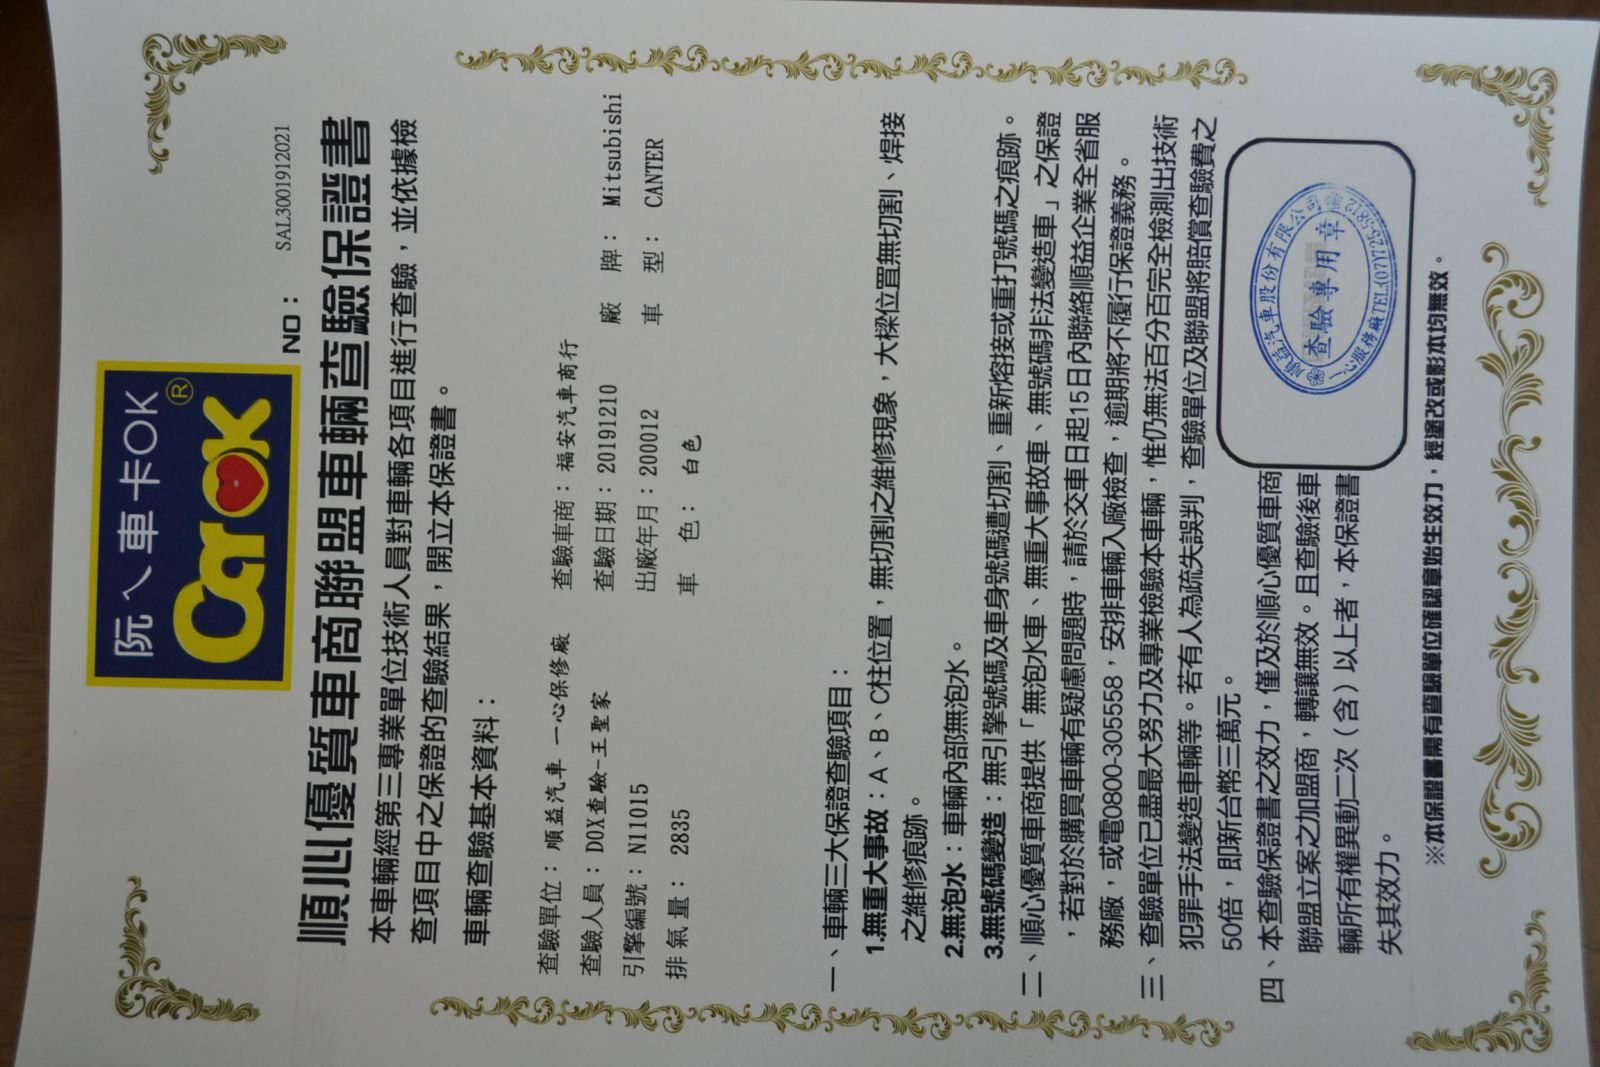 阮ㄟ車卡OK
Car OK®
NO：
SAL3001912021
順心優質車商聯盟車輛查驗保證書
本車輛經第三專業單位技術人員對車輛各項目進行查驗，並依據檢
查項目中之保證的查驗結果，開立本保證書。
車輛查驗基本資料：
查驗單位：順益汽車 一心保修廠 查驗車商：福安汽車商行 廠 牌： Mitsubishi
查驗人員：DOX查驗-王聖家 查驗日期：20191210 車 型： CANTER
引擎編號：N11015 出廠年月：200012
排 氣 量： 2835 車 色： 白色
一、車輛三大保證查驗項目：
1.無重大事故：A、B、C柱位置，無切割之維修現象，大樑位置無切割、焊接
之維修痕跡。
2.無泡水：車輛內部無泡水。
3.無號碼變造：無引擎號碼及車身號碼遭切割、重新熔接或重打號碼之痕跡。
二、順心優質車商提供「無泡水車、無重大事故車、無號碼非法變造車」之保證
，若對於購買車輛有疑慮問題時，請於交車日起15日內聯絡順益企業全省服
務廠，或電0800-305558，安排車輛入廠檢查，逾期將不履行保證義務。
三、查驗單位已盡最大努力及專業檢驗本車輛，惟仍無法百分百完全檢測出技術
犯罪手法變造車輛等。若有人為疏失誤判，查驗單位及聯盟將賠償查驗費之
50倍，即新台幣三萬元。
四、本查驗保證書之效力，僅及於順心優質車商
聯盟立案之加盟商，轉讓無效。且查驗後車
輛所有權異動二次（含）以上者，本保證書
失其效力。
順益汽車股份有限公司
查驗專用章
一心服務廠TEL(07)725-5812
※本保證書需有查驗單位確認章始生效力，經塗改或影本均無效。